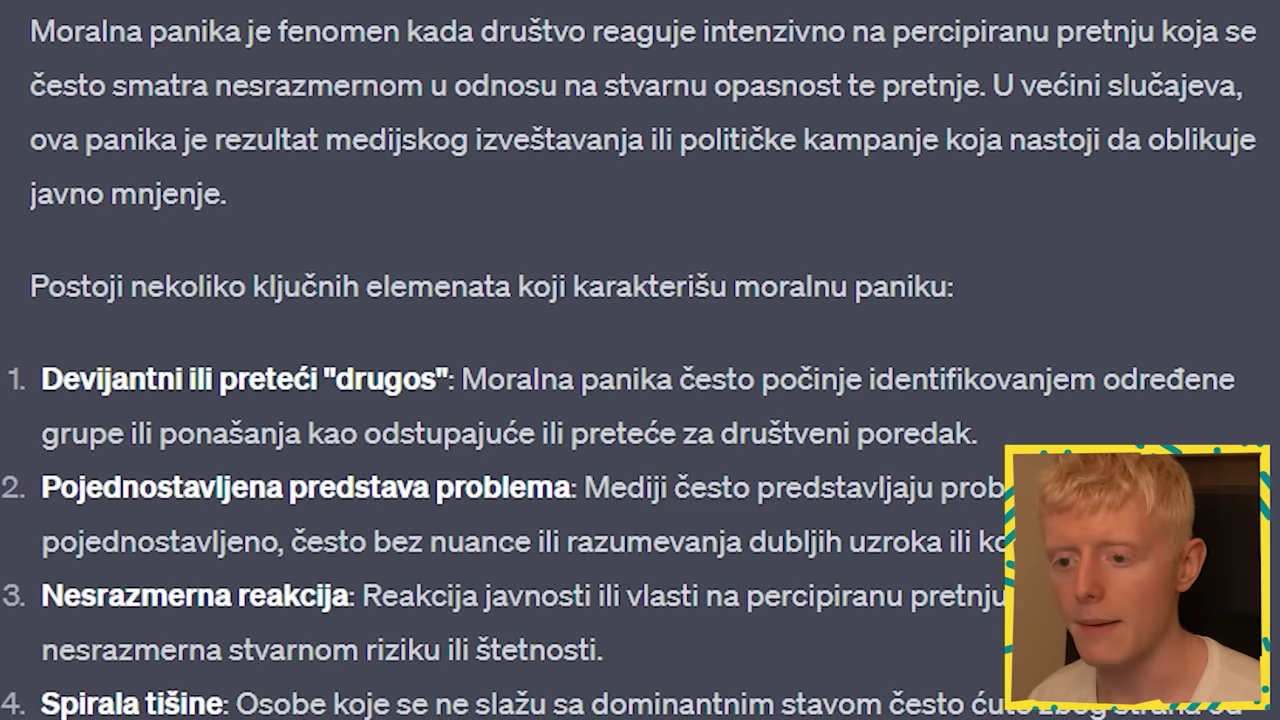 Moralna panika je fenomen kada društvo reaguje intenzivno na percipiranu pretnju koja se
često smatra nesrazmernom u odnosu na stvarnu opasnost te pretnje. U većini slučajeva,
ova panika je rezultat medijskog izveštavanja ili političke kampanje koja nastoji da oblikuje
javno mnjenje.
Postoji nekoliko ključnih elemenata koji karakterišu moralnu paniku:
1. Devijantni ili preteći "drugos": Moralna panika često počinje identifikovanjem određene
grupe ili ponašanja kao odstupajuće ili preteće za društveni poredak.
2. Pojednostavljena predstava problema: Mediji često predstavljaju prob
pojednostavljeno, često bez nuance ili razumevanja dubljih uzroka ili
3. Nesrazmerna reakcija: Reakcija javnosti ili vlasti na percipiranu pretnju
nesrazmerna stvarnom riziku ili štetnosti.
4. Spirala tišine: Osobe koje se ne slažu sa dominantnim stavom često